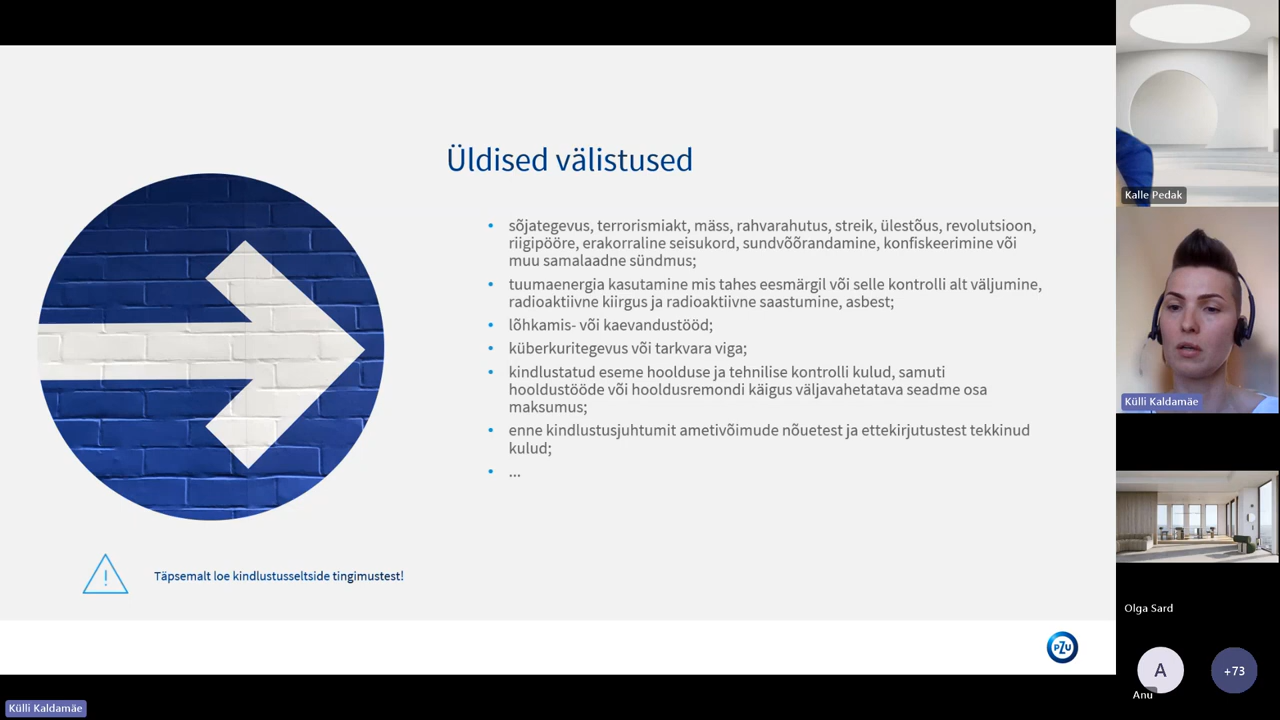 Üldised välistused
• sõjategevus, terrorismiakt, mäss, rahvarahutus, streik, ülestõus, revolutsioon,
riigipööre, erakorraline seisukord, sundvõõrandamine, konfiskeerimine või
muu samalaadne sündmus;
• tuumaenergia kasutamine mis tahes eesmärgil või selle kontrolli alt väljumine,
radioaktiivne kiirgus ja radioaktiivne saastumine, asbest;
• lõhkamis- või kaevandustööd;
• küberkuritegevus või tarkvara viga;
• kindlustatud eseme hoolduse ja tehnilise kontrolli kulud, samuti
hooldustööde või hooldusremondi käigus väljavahetatava seadme osa
maksumus;
• enne kindlustusjuhtumit ametivõimude nõuetest ja ettekirjutustest tekkinud
kulud;
• ...
Täpsemalt loe kindlustusseltside tingimustest!
PZU
Külli Kaldamäe
Kalle Pedak
Külli Kaldamäe
Olga Sard
A
Anu
+73